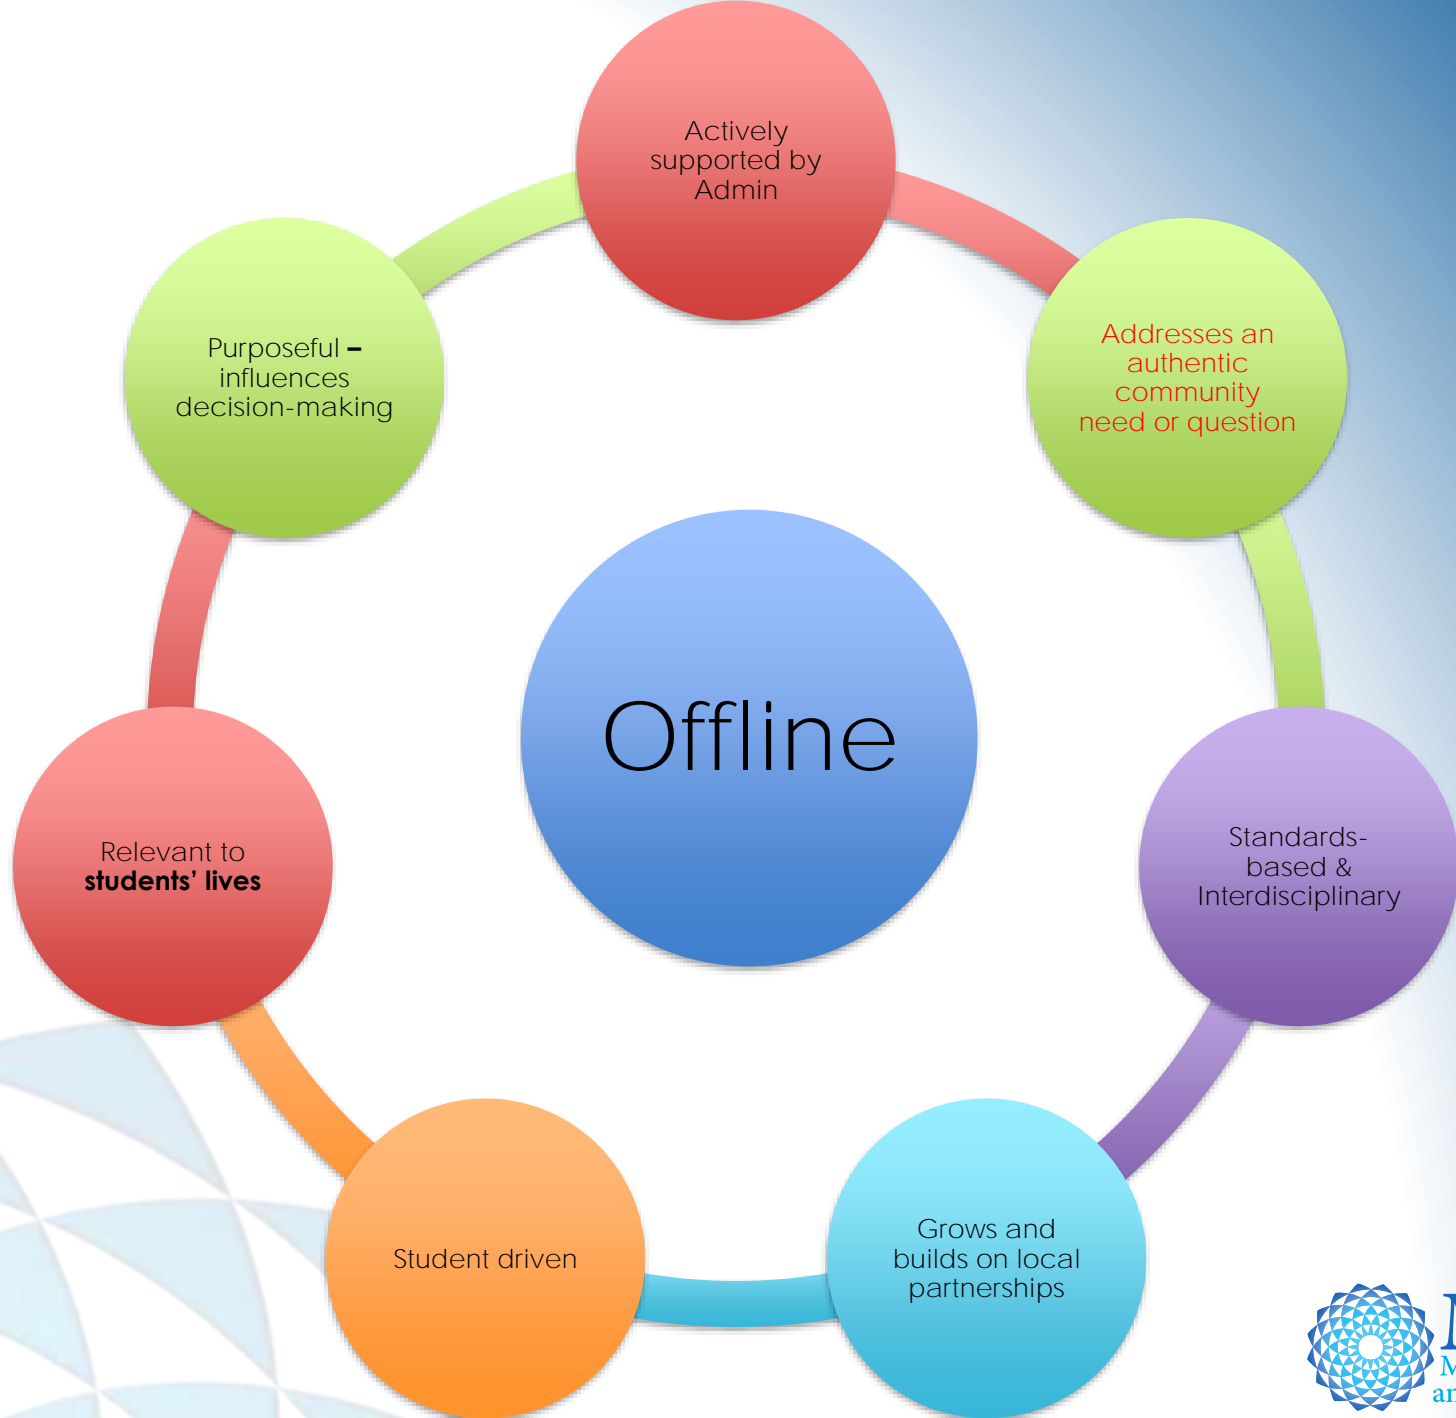 Actively
supported by
Admin
Addresses an
authentic
community
need or question
Standards-
based &
Interdisciplinary
Grows and
builds on local
partnerships
Student driven
Relevant to
students’ lives
Purposeful –
influences
decision-making
Offline